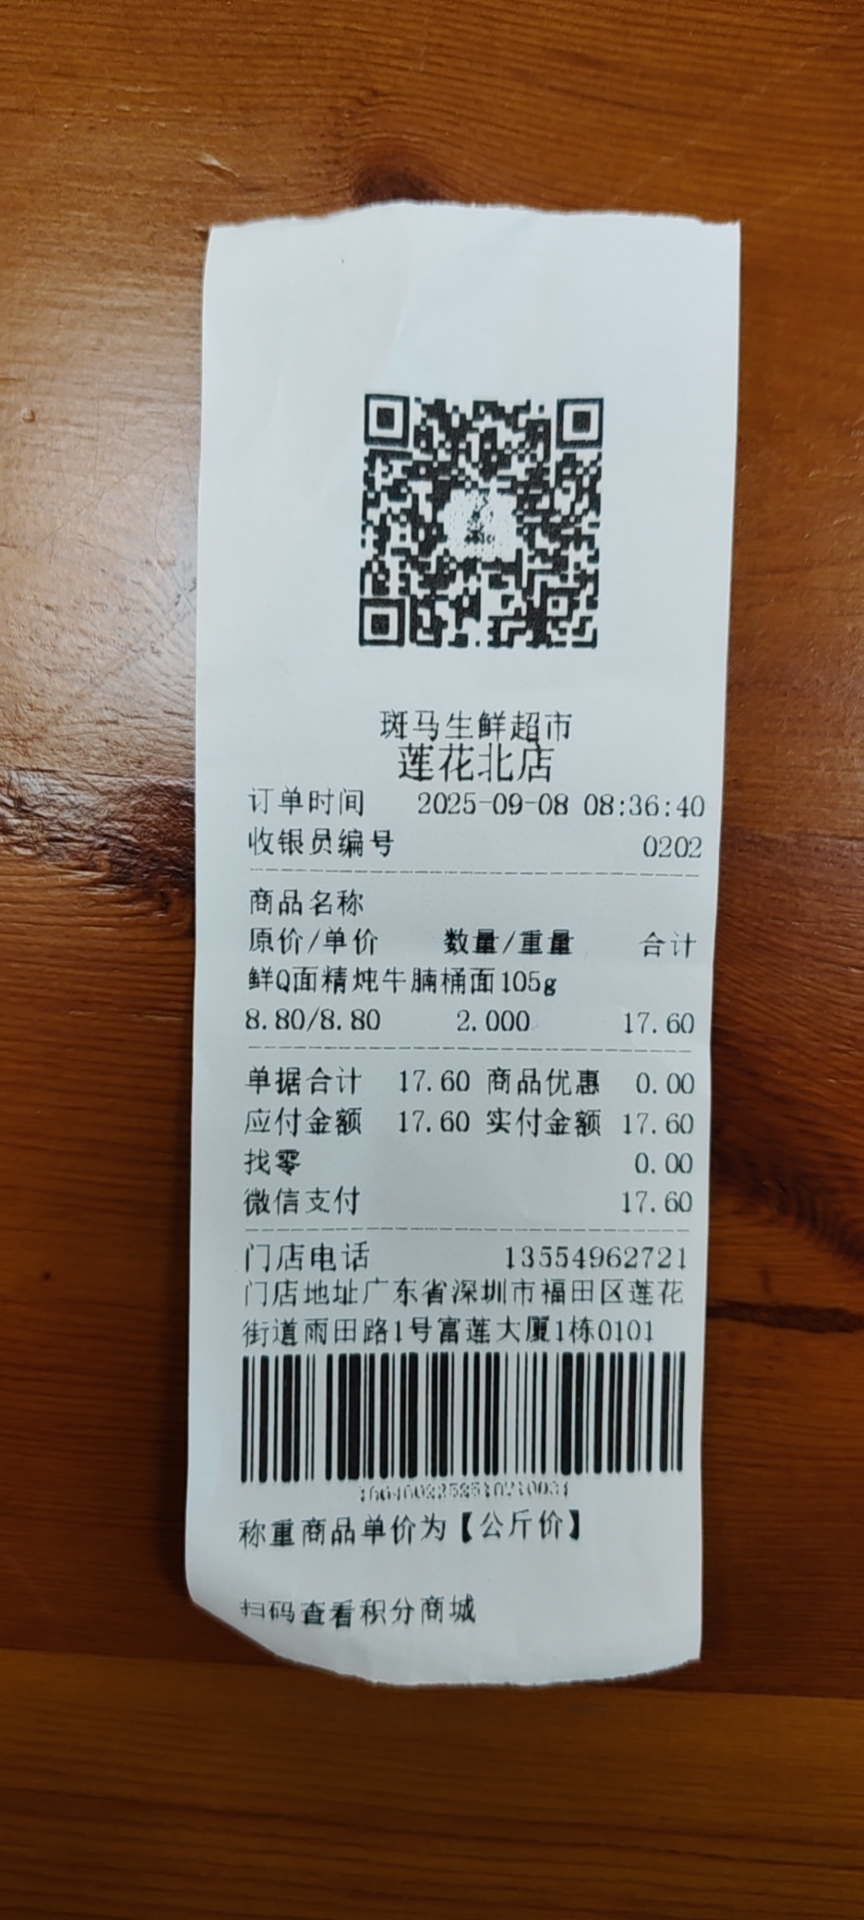 斑马生鲜超市
莲花北店
订单时间 2025-09-08 08:36:40
收银员编号 0202
商品名称
原价/单价 数量/重量 合计
鲜Q面精炖牛腩桶面105g
8.80/8.80 2.000 17.60
单据合计 17.60 商品优惠 0.00
应付金额 17.60 实付金额 17.60
找零 0.00
微信支付 17.60
门店电话 13554962721
门店地址广东省深圳市福田区莲花
街道雨田路1号富莲大厦1栋0101
称重商品单价为【公斤价】
扫码查看积分商城